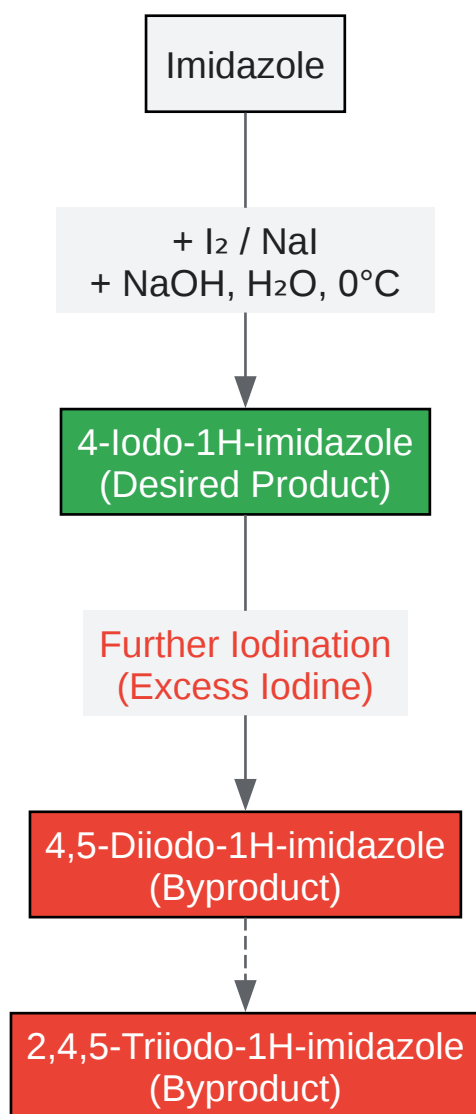 Imidazole
+ I₂ / NaI
+ NaOH, H₂O, 0°C
4-Iodo-1H-imidazole
(Desired Product)
Further Iodination
(Excess Iodine)
4,5-Diiodo-1H-imidazole
(Byproduct)
2,4,5-Triiodo-1H-imidazole
(Byproduct)